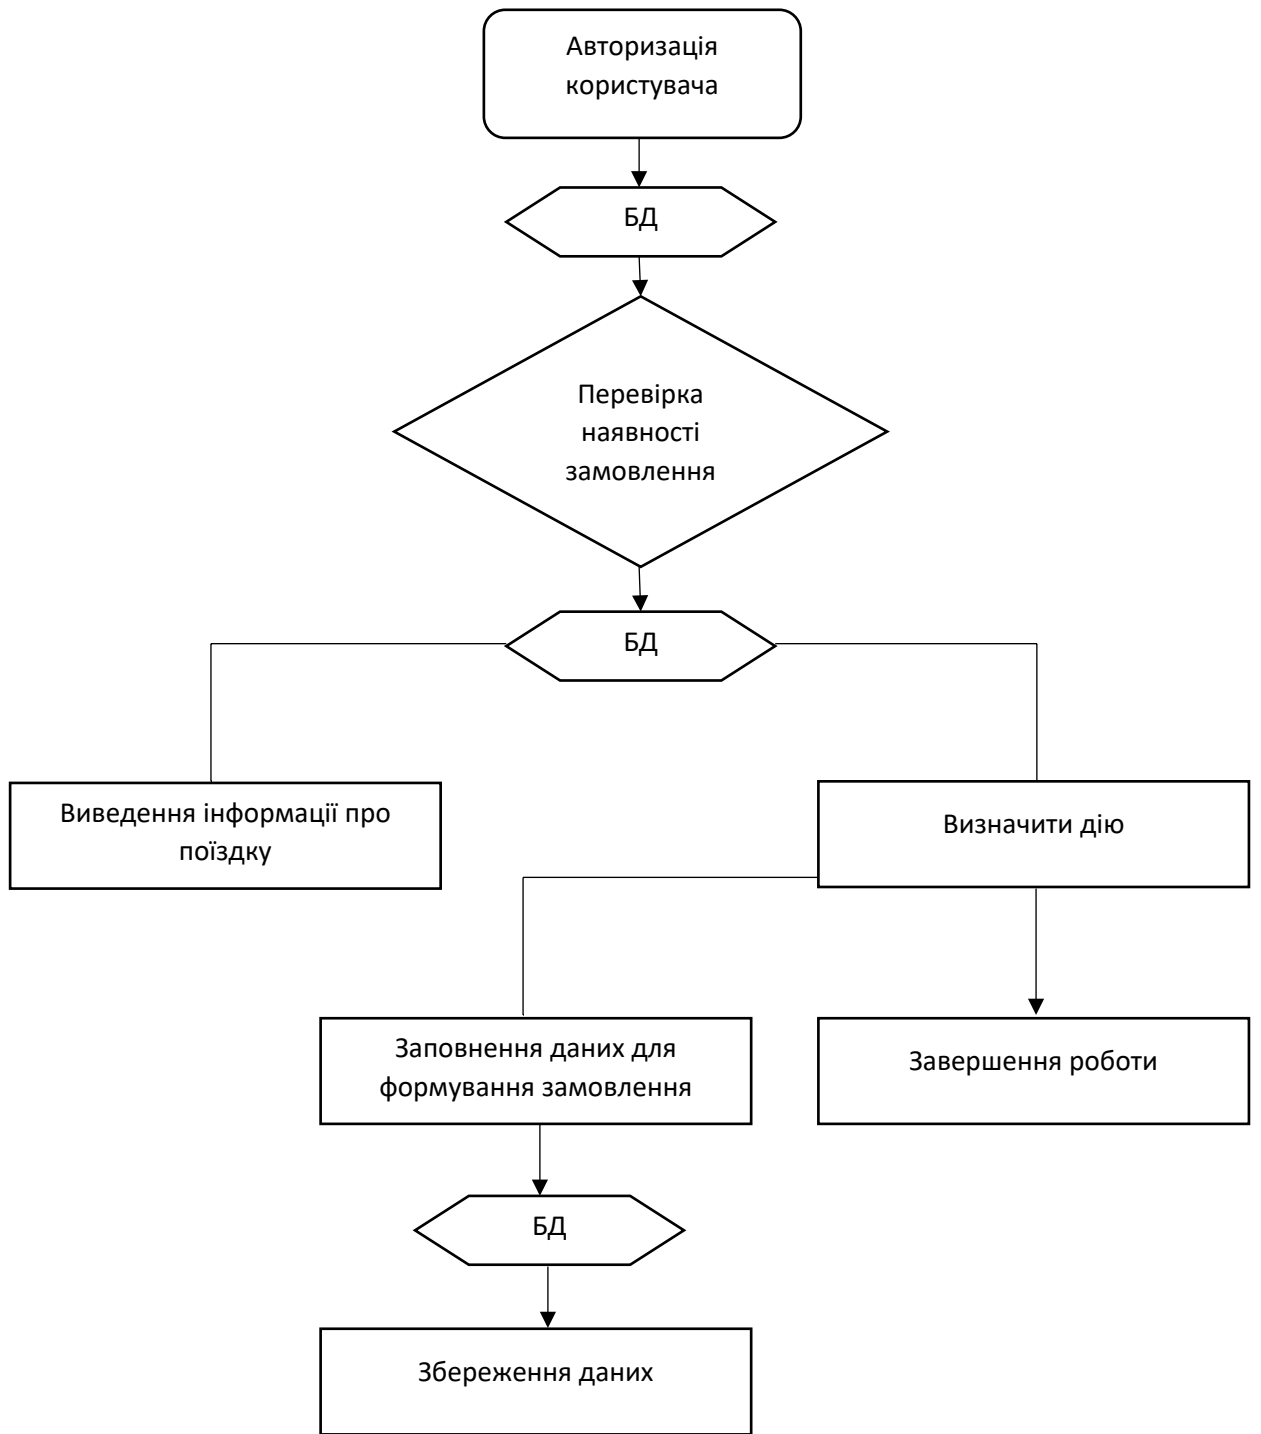 Авторизація
користувача
БД
Перевірка
наявності
замовлення
БД
Виведення інформації про
поїздку
Визначити дію
Заповнення даних для
формування замовлення
Завершення роботи
БД
Збереження даних